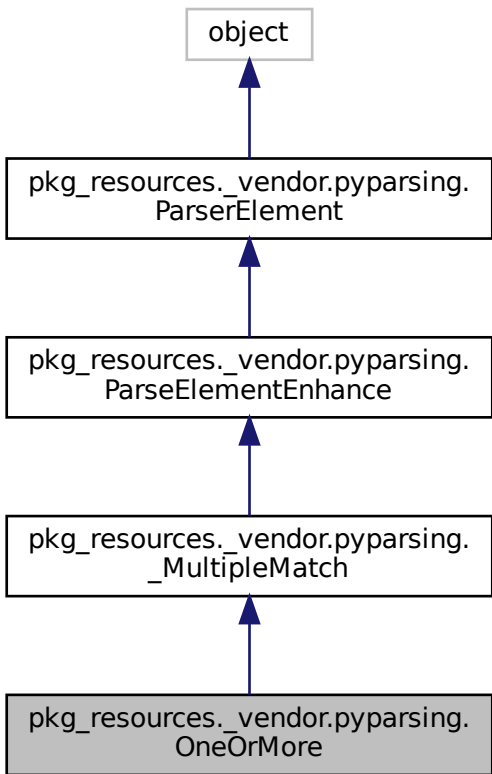 object
pkg_resources._vendor.pyparsing.
ParserElement
pkg_resources._vendor.pyparsing.
ParseElementEnhance
pkg_resources._vendor.pyparsing.
_MultipleMatch
pkg_resources._vendor.pyparsing.
OneOrMore